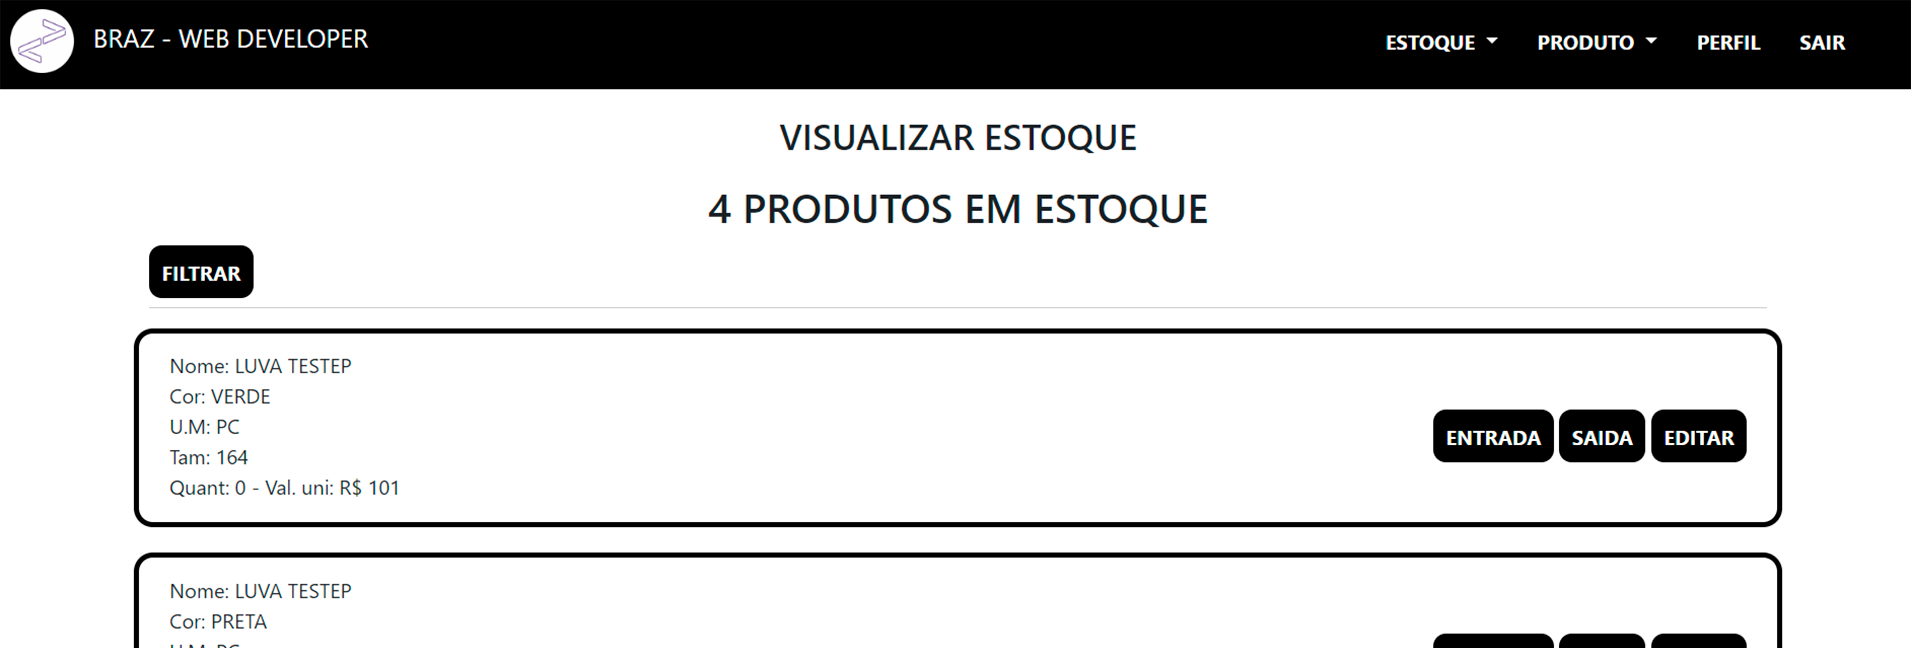 BRAZ - WEB DEVELOPER
ESTOQUE PRODUTO PERFIL SAIR
VISUALIZAR ESTOQUE
4 PRODUTOS EM ESTOQUE
FILTRAR
Nome: LUVA TESTEP
Cor: VERDE
U.M: PC
Tam: 164
Quant: 0 - Val. uni: R$ 101
ENTRADA SAIDA EDITAR
Nome: LUVA TESTEP
Cor: PRETA
U.M: PC